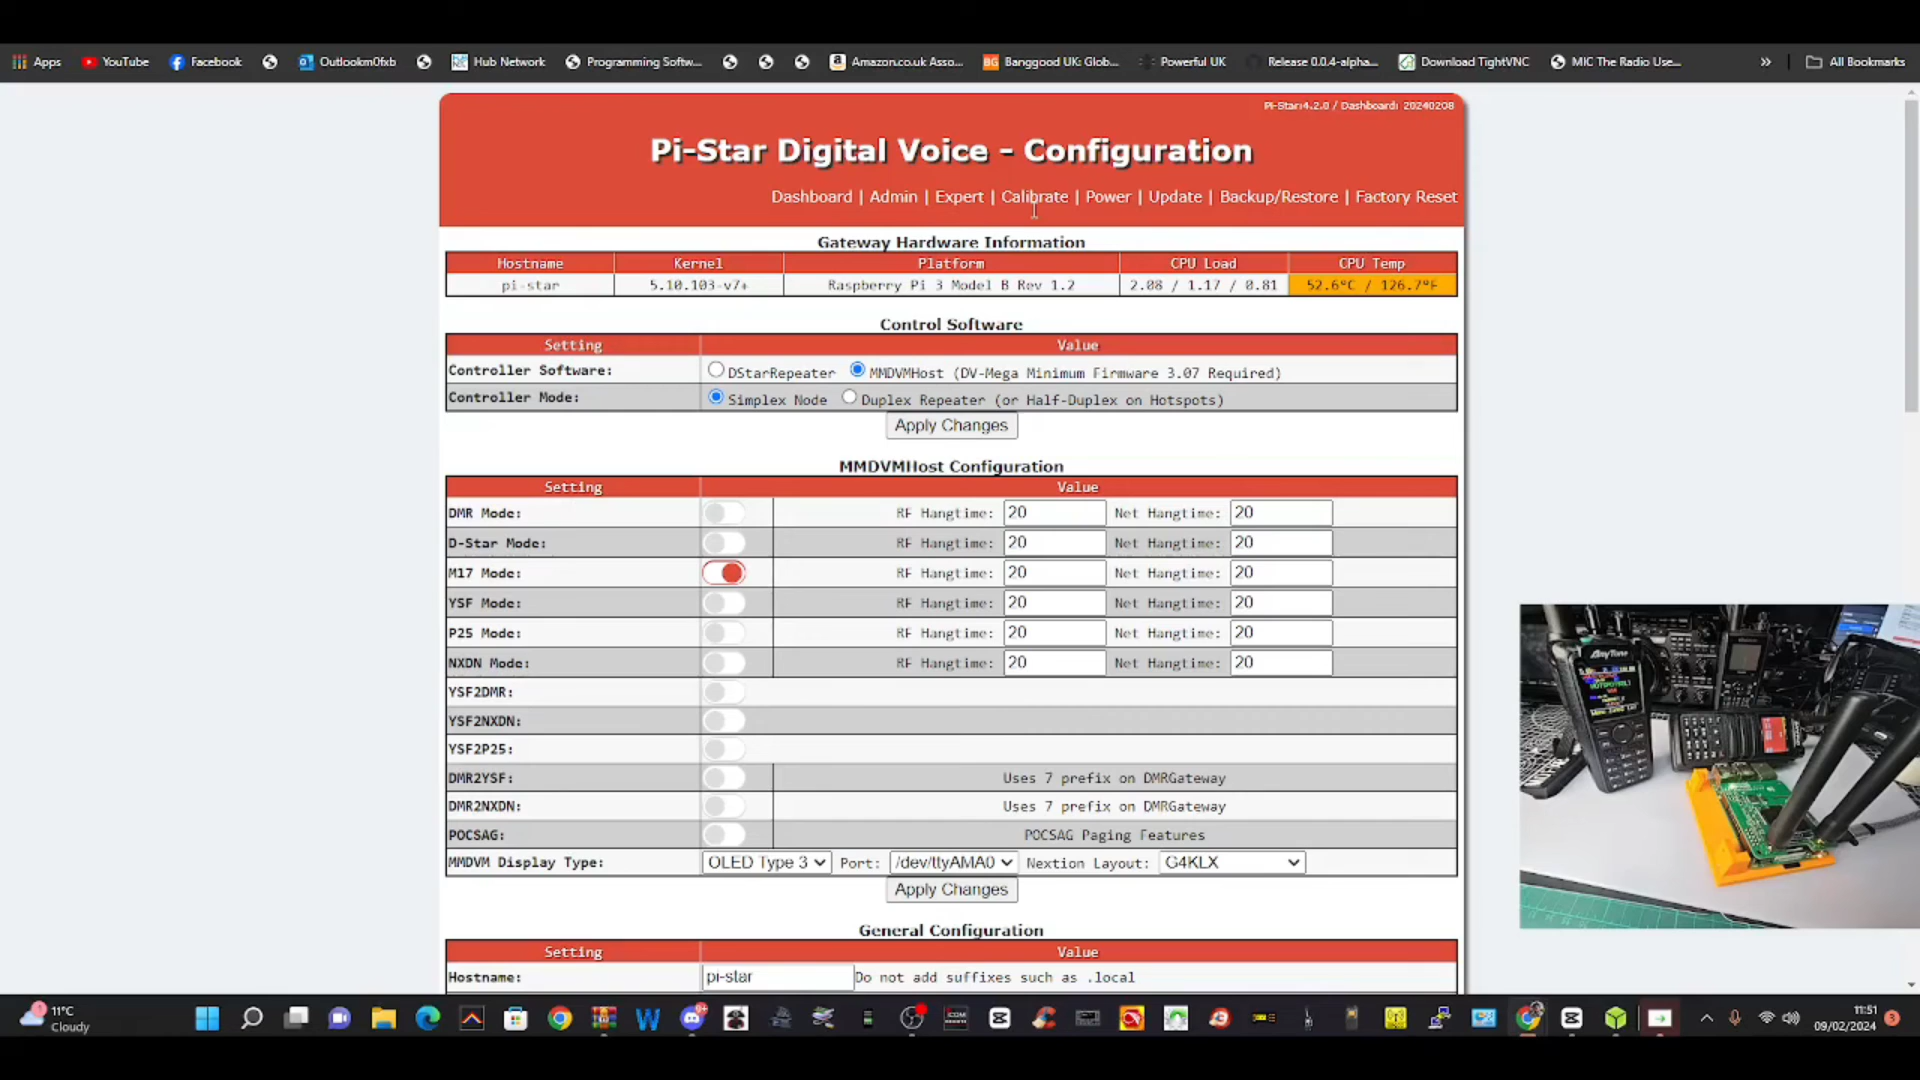 Apps YouTube Facebook Outlookm0fxb Hub Network Programming Softw... Amazon.co.uk Asso... Banggood UK: Glob... Powerful UK Release 0.0.4-alpha... Download TightVNC MIC The Radio Use... » All Bookmarks
Pi-Star:4.2.0 / Dashboard: 20240208
Pi-Star Digital Voice - Configuration
Dashboard | Admin | Expert | Calibrate | Power | Update | Backup/Restore | Factory Reset
Gateway Hardware Information
Hostname Kernel Platform CPU Load CPU Temp
pi-star 5.10.103-v7+ Raspberry Pi 3 Model B Rev 1.2 2.08 / 1.17 / 0.81 52.6°C / 126.7°F
Control Software
Setting Value
Controller Software: DStarRepeater MMDVMHost (DV-Mega Minimum Firmware 3.07 Required)
Controller Mode: Simplex Node Duplex Repeater (or Half-Duplex on Hotspots)
Apply Changes
MMDVMHost Configuration
Setting Value
DMR Mode: RF Hangtime: 20 Net Hangtime: 20
D-Star Mode: RF Hangtime: 20 Net Hangtime: 20
M17 Mode: RF Hangtime: 20 Net Hangtime: 20
YSF Mode: RF Hangtime: 20 Net Hangtime: 20
P25 Mode: RF Hangtime: 20 Net Hangtime: 20
NXDN Mode: RF Hangtime: 20 Net Hangtime: 20
YSF2DMR:
YSF2NXDN:
YSF2P25:
DMR2YSF: Uses 7 prefix on DMRGateway
DMR2NXDN: Uses 7 prefix on DMRGateway
POCSAG: POCSAG Paging Features
MMDVM Display Type: OLED Type 3 Port: /dev/ttyAMA0 Nextion Layout: G4KLX
Apply Changes
General Configuration
Setting Value
Hostname: pi-star Do not add suffixes such as .local
AnyTone
11°C
Cloudy
11:51
09/02/2024
3